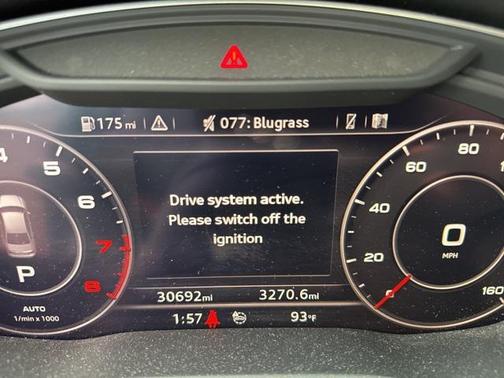 175 mi 077: Blugrass
4 5 6 7 8
P
AUTO
1/min x 1000
Drive system active.
Please switch off the
ignition
20 40 60 80 160
0
MPH
30692mi 3270.6mi
1:57 93°F